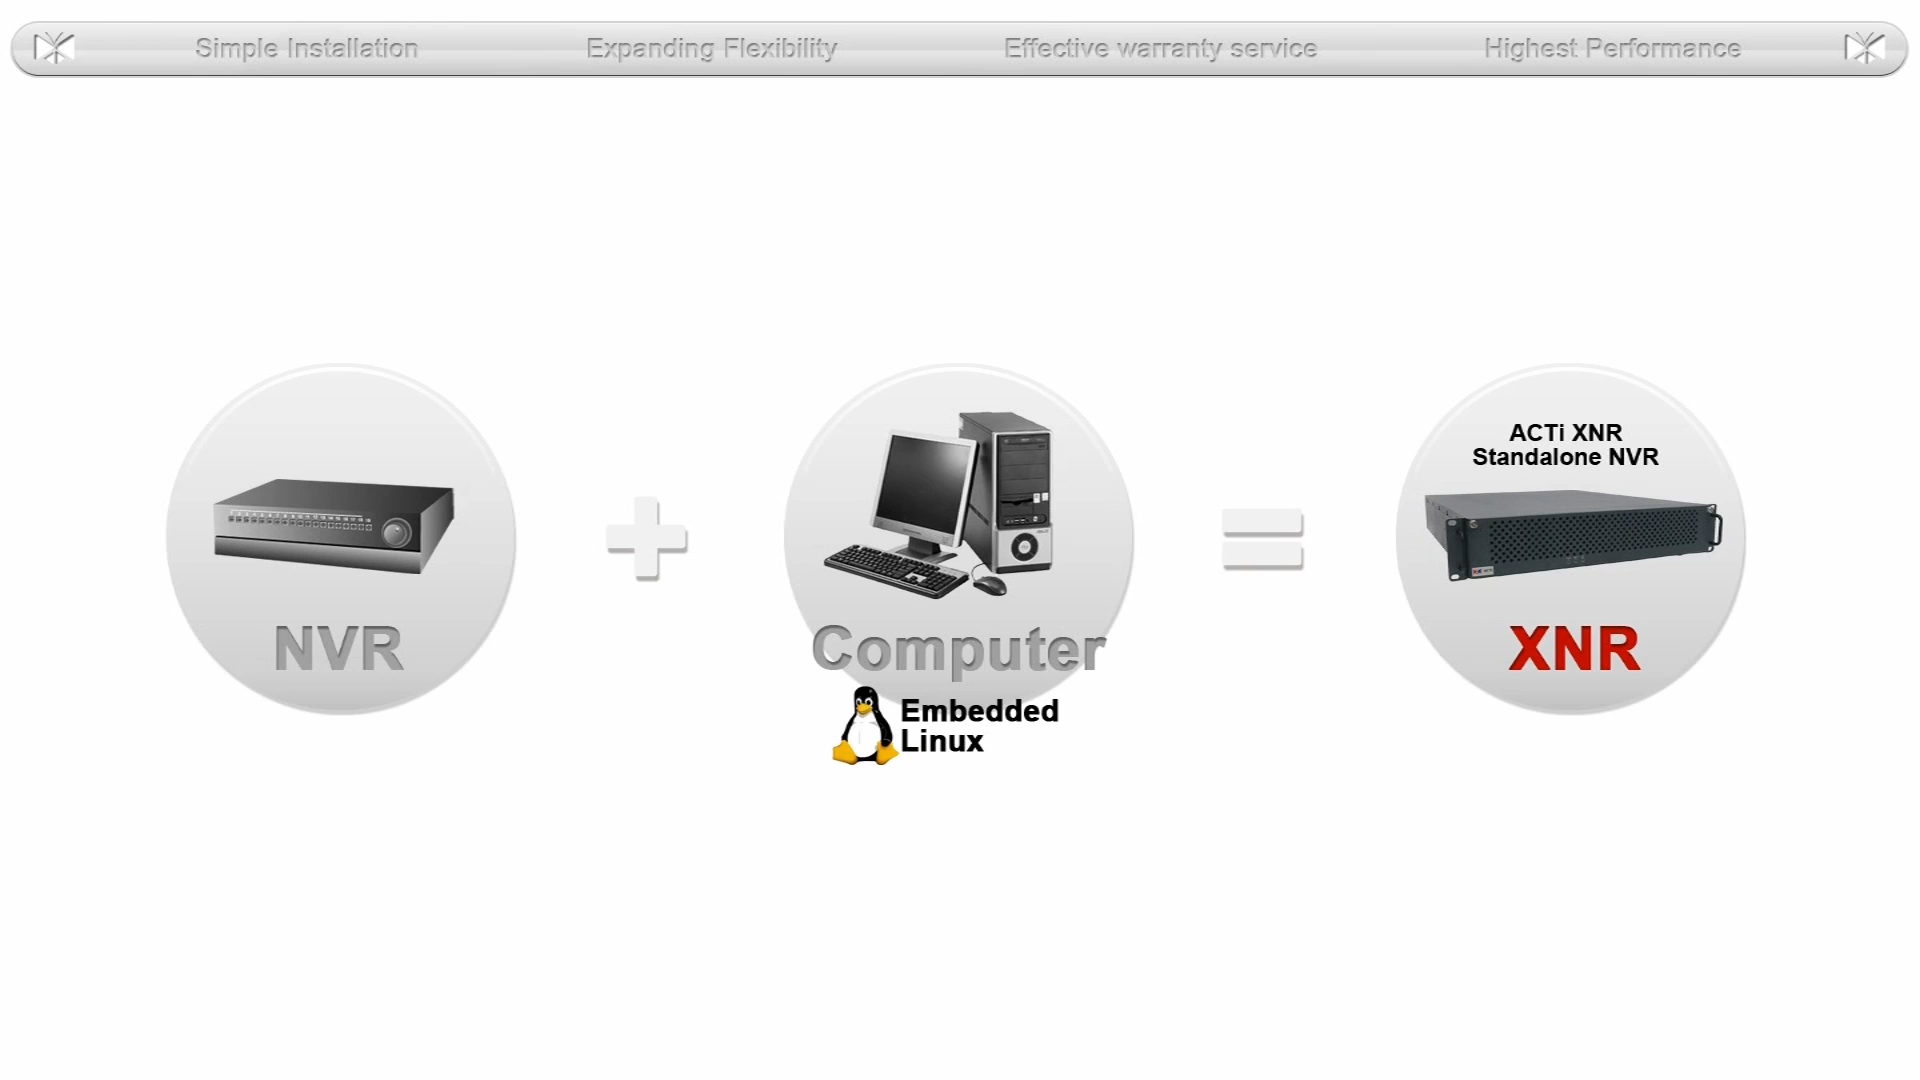 Simple Installation
Expanding Flexibility
Effective warranty service
Highest Performance
NVR
Computer
Embedded
Linux
ACTi XNR
Standalone NVR
XNR